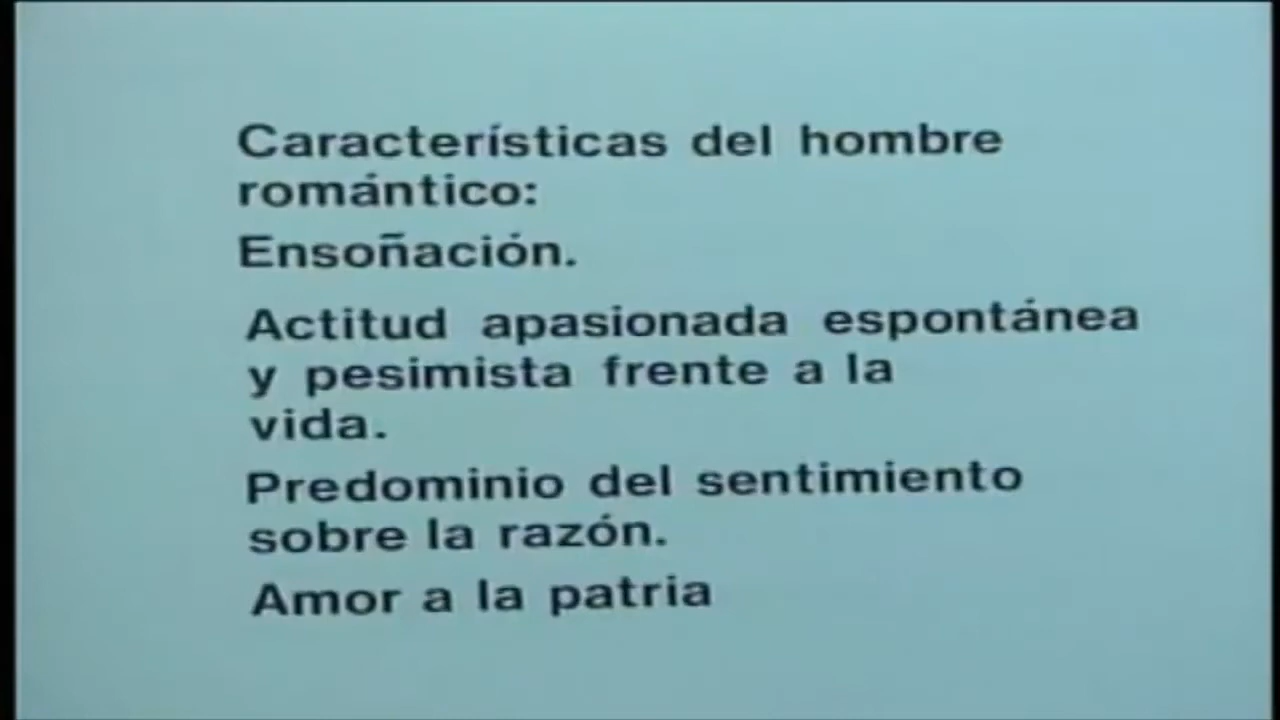 Características del hombre
romántico:
Ensoñación.
Actitud apasionada espontánea
y pesimista frente a la
vida.
Predominio del sentimiento
sobre la razón.
Amor a la patria